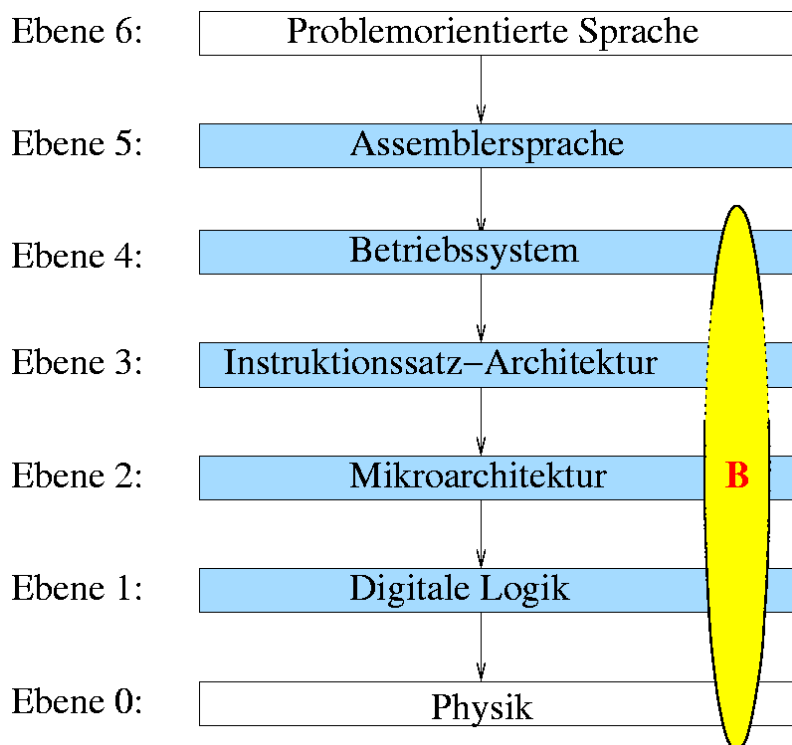 Ebene 6: Problemorientierte Sprache
Ebene 5: Assemblersprache
Ebene 4: Betriebssystem
Ebene 3: Instruktionssatz–Architektur
Ebene 2: Mikroarchitektur B
Ebene 1: Digitale Logik
Ebene 0: Physik